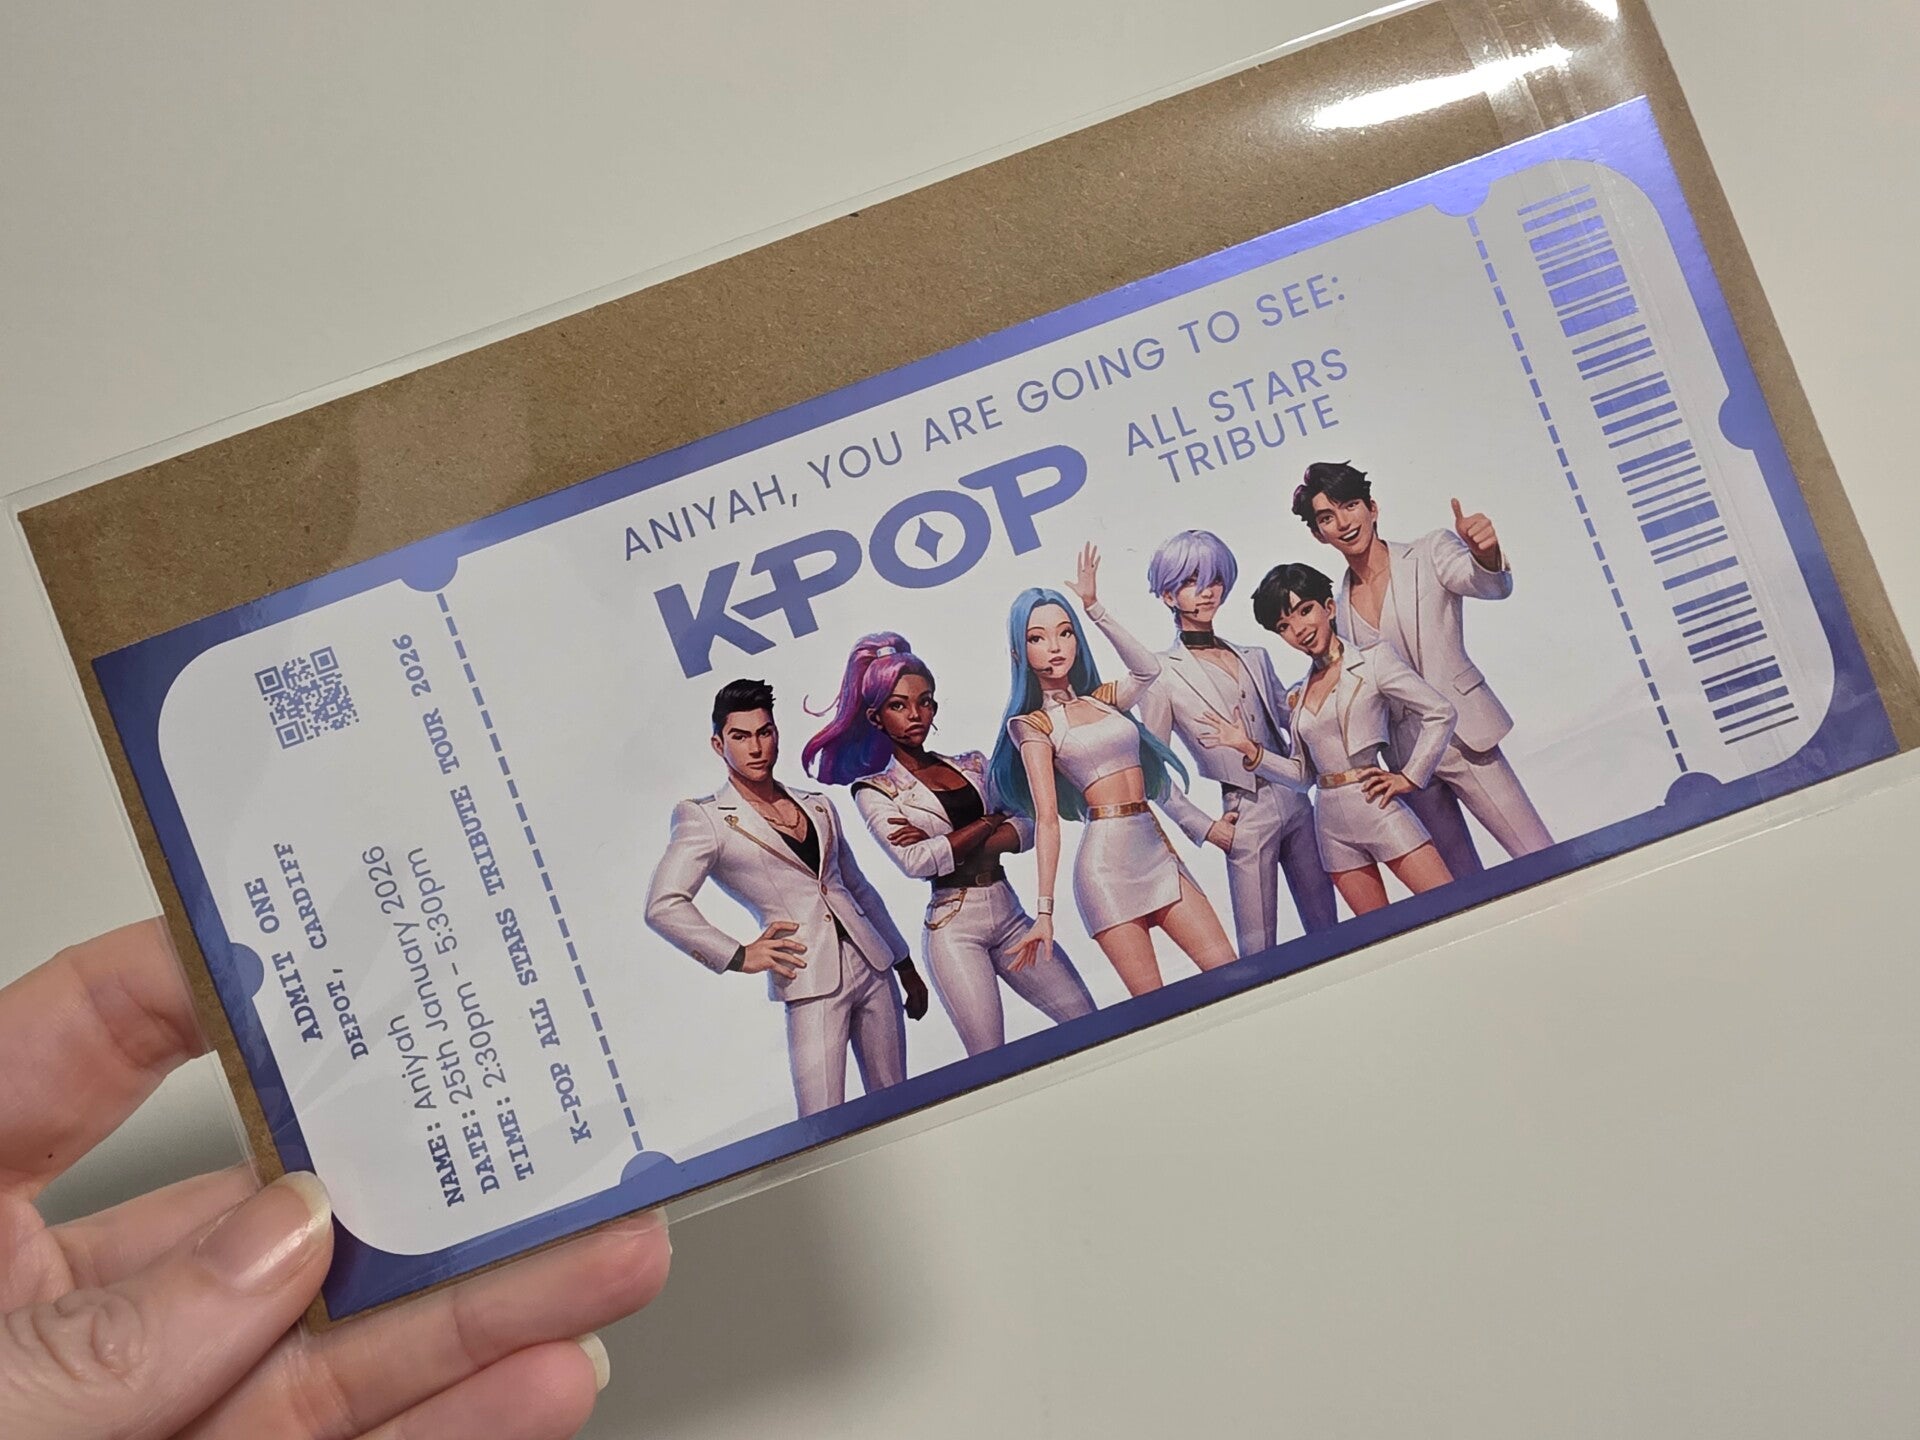 ANIYAH, YOU ARE GOING TO SEE:
K-POP
ALL STARS
TRIBUTE
ADMIT ONE
DEPOT, CARDIFF
NAME: Aniyah
DATE: 25th January 2026
TIME: 2:30pm - 5:30pm
K-POP ALL STARS TRIBUTE TOUR 2026